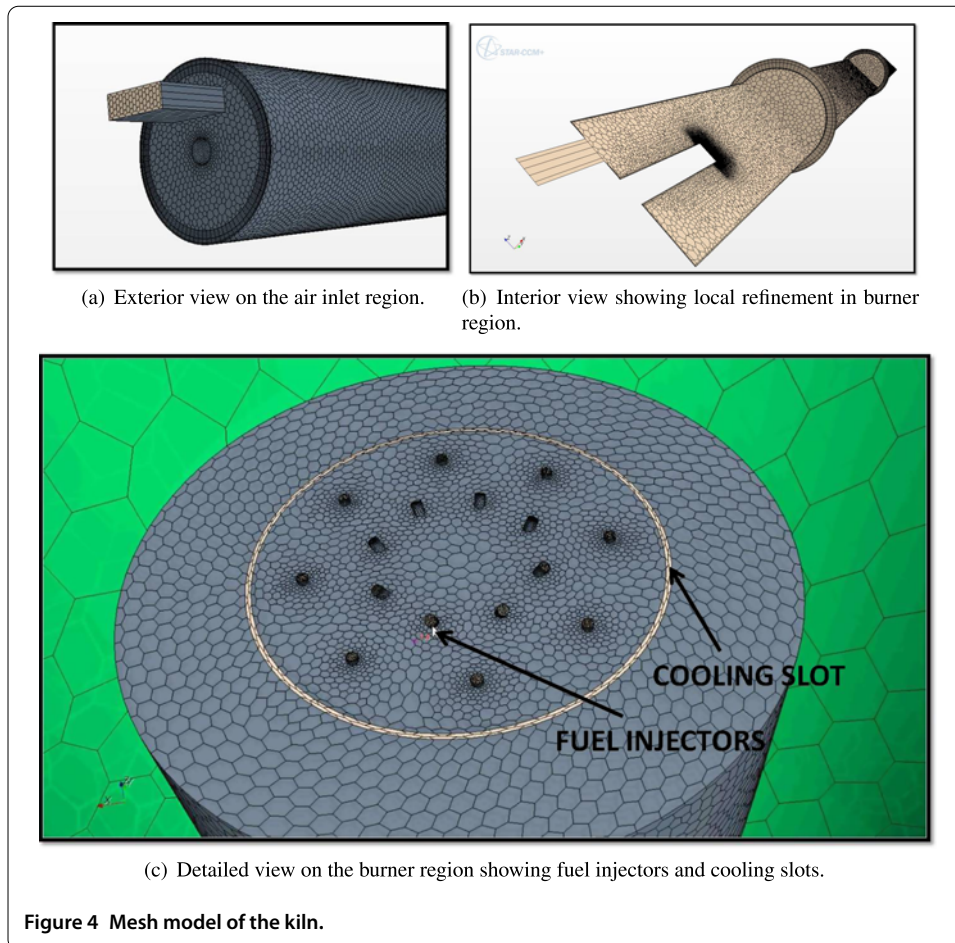 STAR-CCM+
(a) Exterior view on the air inlet region.
(b) Interior view showing local refinement in burner
region.
COOLING SLOT
FUEL INJECTORS
(c) Detailed view on the burner region showing fuel injectors and cooling slots.
Figure 4 Mesh model of the kiln.